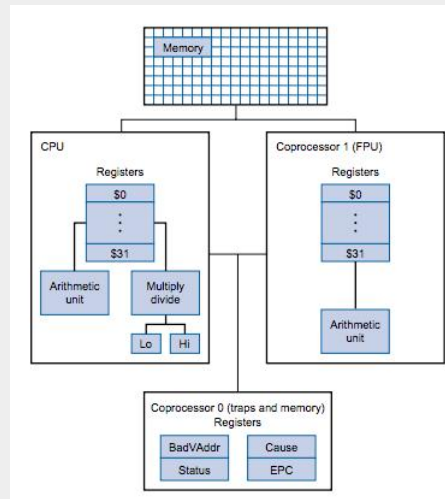 Memory
CPU
Registers
$0
$31
Arithmetic
unit
Multiply
divide
Lo
Hi
Coprocessor 1 (FPU)
Registers
$0
$31
Arithmetic
unit
Coprocessor 0 (traps and memory)
Registers
BadVAddr
Cause
Status
EPC